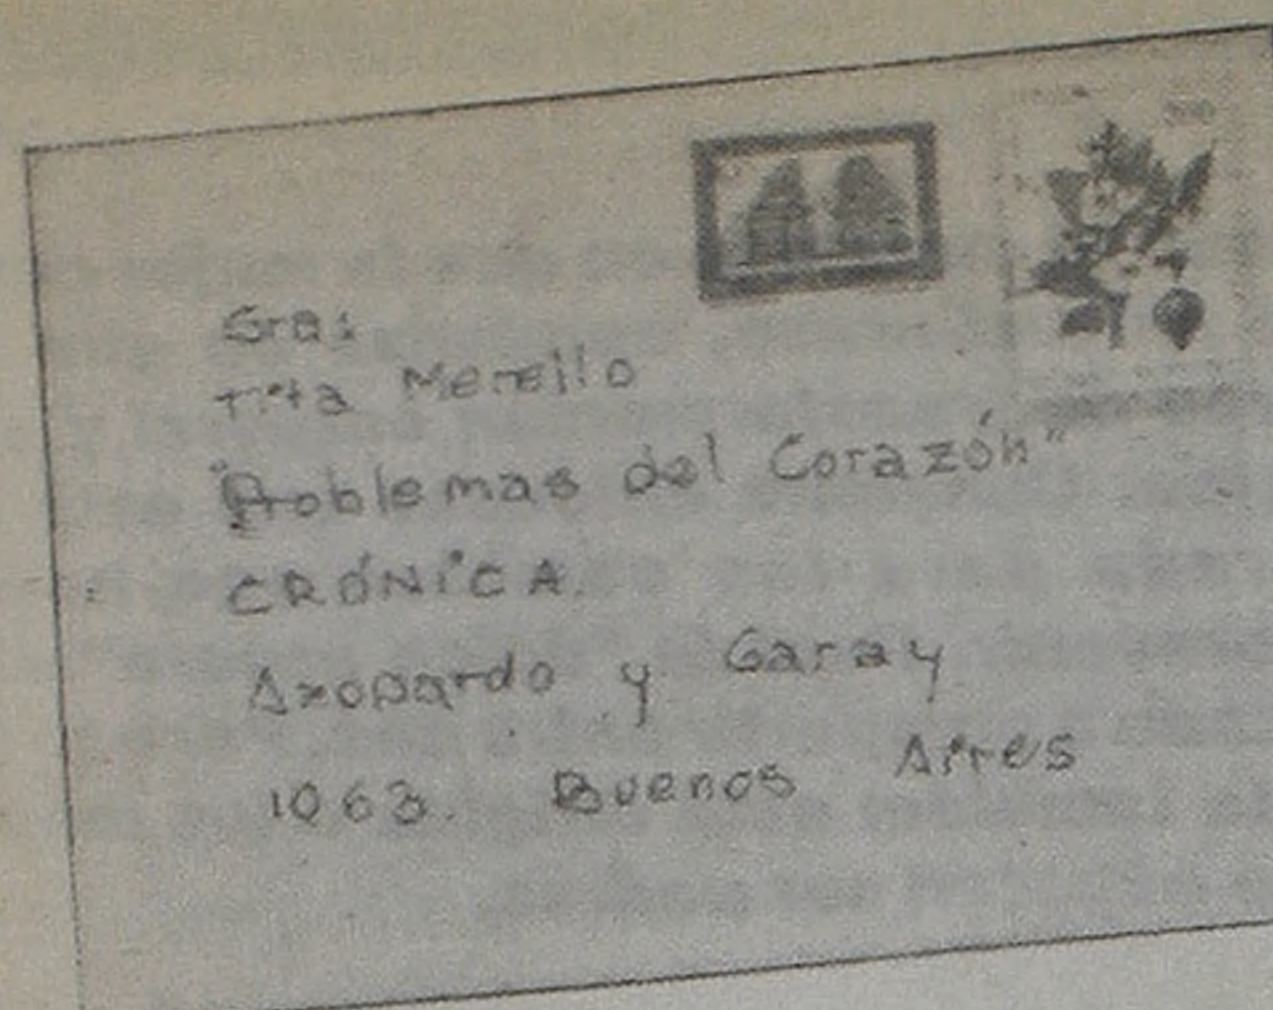 Sra:
Tita Merello
"Problemas del Corazón"
CRÓNICA.
Azopardo y Garay
1063. Buenos Aires